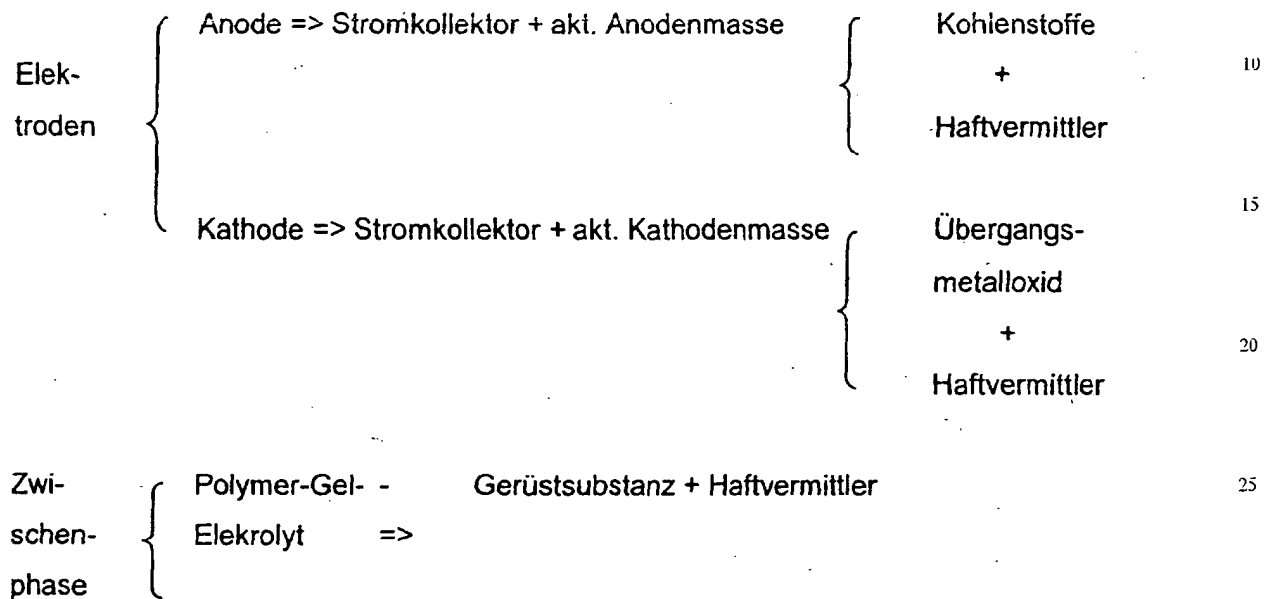 Anode => Stromkollektor + akt. Anodenmasse Kohlenstoffe
Elek- + 10
troden Haftvermittler
15
Kathode => Stromkollektor + akt. Kathodenmasse Übergangs-
metalloxid
+ 20
Haftvermittler
Zwi- Polymer-Gel- - Gerüstsubstanz + Haftvermittler 25
schen- Elekrolyt =>
phase